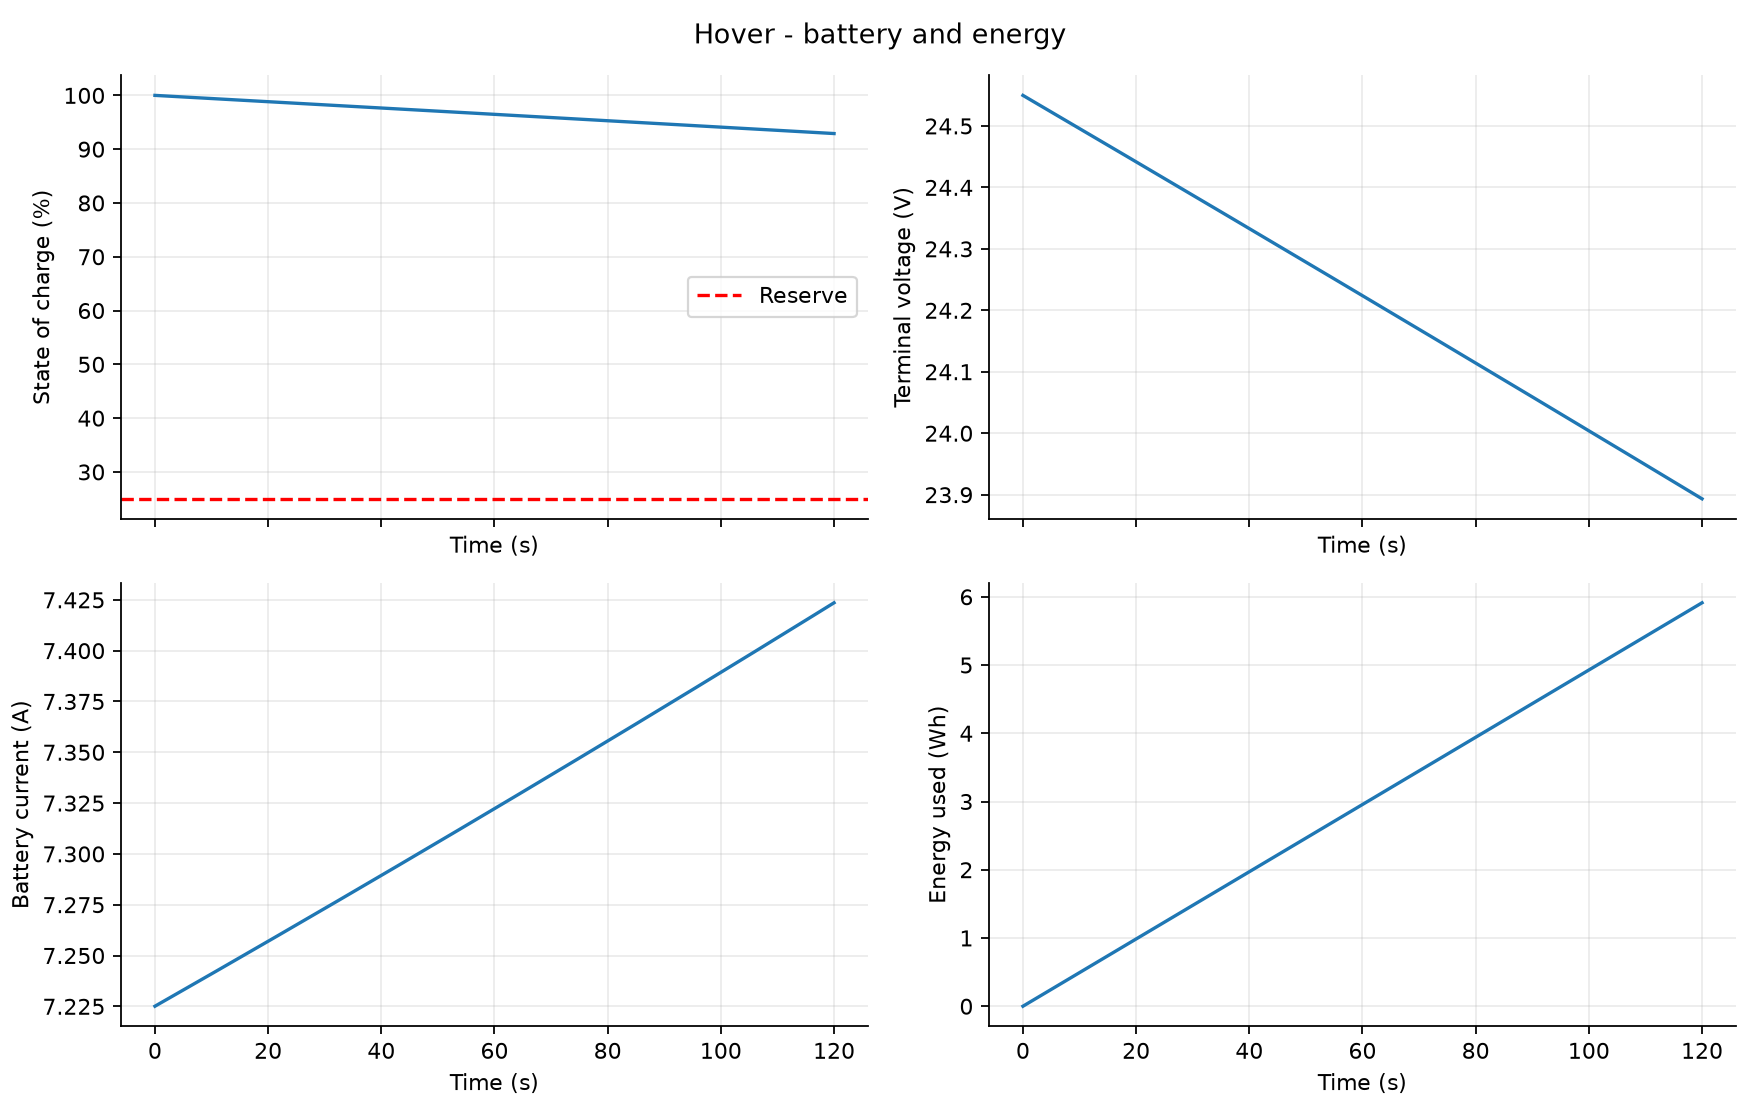 Hover - battery and energy
State of charge (%)
100
90
80
70
60
50
40
30
Reserve
Time (s)
Terminal voltage (V)
24.5
24.4
24.3
24.2
24.1
24.0
23.9
Time (s)
Battery current (A)
7.425
7.400
7.375
7.350
7.325
7.300
7.275
7.250
7.225
0 20 40 60 80 100 120
Time (s)
Energy used (Wh)
6
5
4
3
2
1
0
0 20 40 60 80 100 120
Time (s)